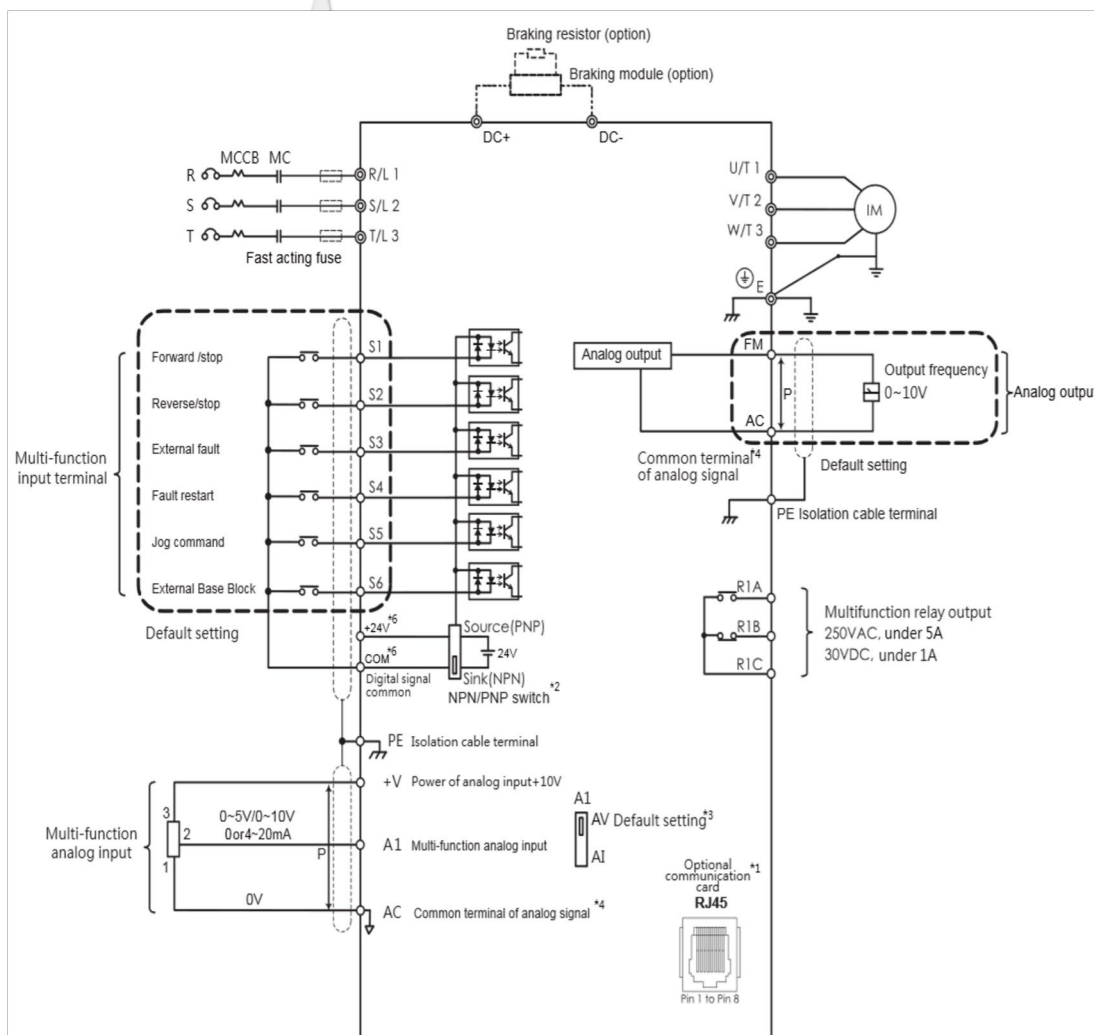 Braking resistor (option)
Braking module (option)
DC+
DC-
MCCB MC
R
R/L 1
S
S/L 2
T
T/L 3
Fast acting fuse
U/T 1
V/T 2
W/T 3
IM
E
Multi-function
input terminal
Forward /stop
S1
Reverse/stop
S2
External fault
S3
Fault restart
S4
Jog command
S5
External Base Block
S6
Default setting
+24V*6
COM*6
Digital signal
common
Source(PNP)
24V
Sink(NPN)
NPN/PNP switch*2
PE Isolation cable terminal
Analog output
FM
P
AC
Output frequency
0~10V
Analog output
Common terminal*4
of analog signal
Default setting
PE Isolation cable terminal
R1A
R1B
R1C
Multifunction relay output
250VAC, under 5A
30VDC, under 1A
Multi-function
analog input
3
2
1
0~5V/0~10V
0or4~20mA
0V
P
+V Power of analog input+10V
A1 Multi-function analog input
AC Common terminal of analog signal*4
A1
AV Default setting*3
AI
Optional
communication*1
card
RJ45
Pin 1 to Pin 8